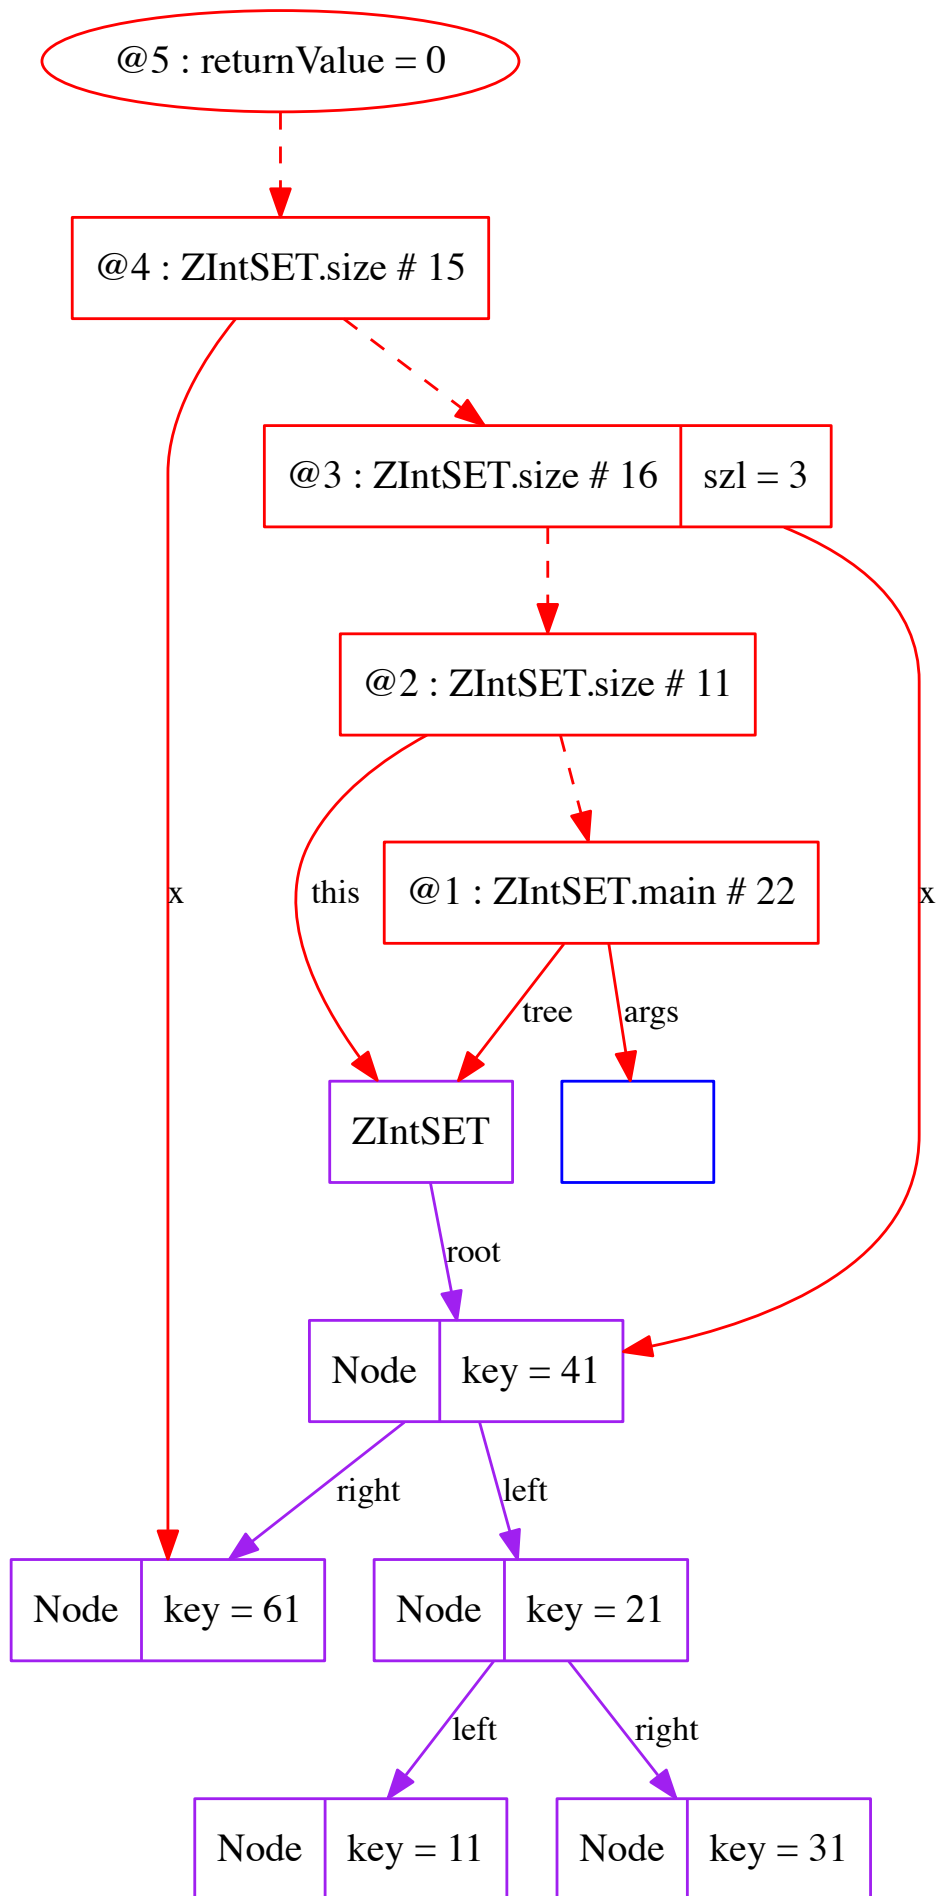 @5 : returnValue = 0
@4 : ZIntSET.size # 15
@3 : ZIntSET.size # 16
szl = 3
@2 : ZIntSET.size # 11
x
this
@1 : ZIntSET.main # 22
x
tree
args
ZIntSET
root
Node
key = 41
right
left
Node
key = 61
Node
key = 21
left
right
Node
key = 11
Node
key = 31